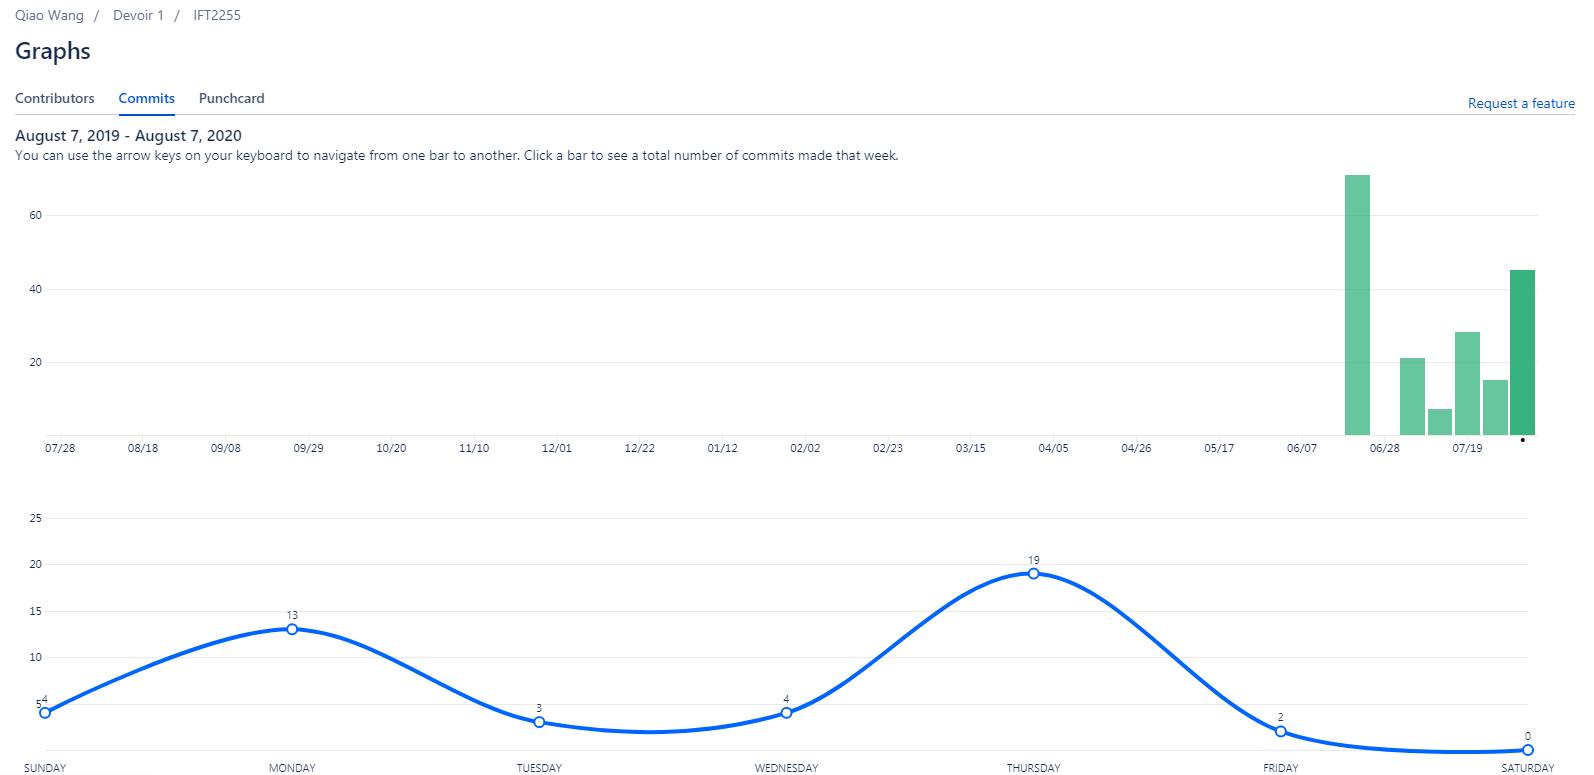 Qiao Wang / Devoir 1 / IFT2255
Graphs
Contributors Commits Punchcard
Request a feature
August 7, 2019 - August 7, 2020
You can use the arrow keys on your keyboard to navigate from one bar to another. Click a bar to see a total number of commits made that week.
60
40
20
07/28 08/18 09/08 09/29 10/20 11/10 12/01 12/22 01/12 02/02 02/23 03/15 04/05 04/26 05/17 06/07 06/28 07/19
25
20
15
10
5
4 13 3 4 19 2 0
SUNDAY MONDAY TUESDAY WEDNESDAY THURSDAY FRIDAY SATURDAY